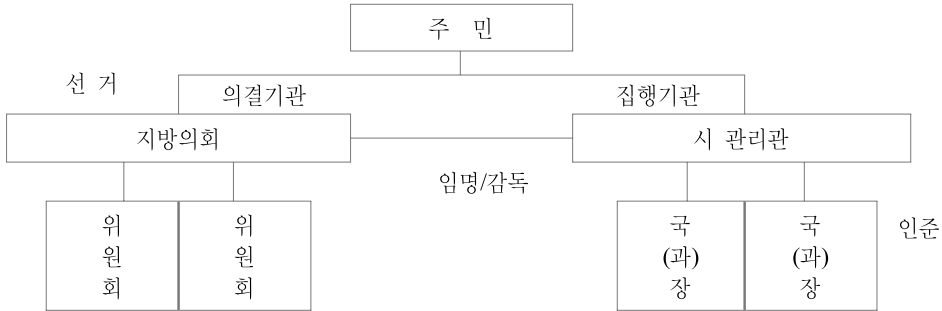 주 민
선 거
의결기관
집행기관
지방의회
시 관리관
임명/감독
위
원
회
위
원
회
국
(과)
장
국
(과)
장
인준